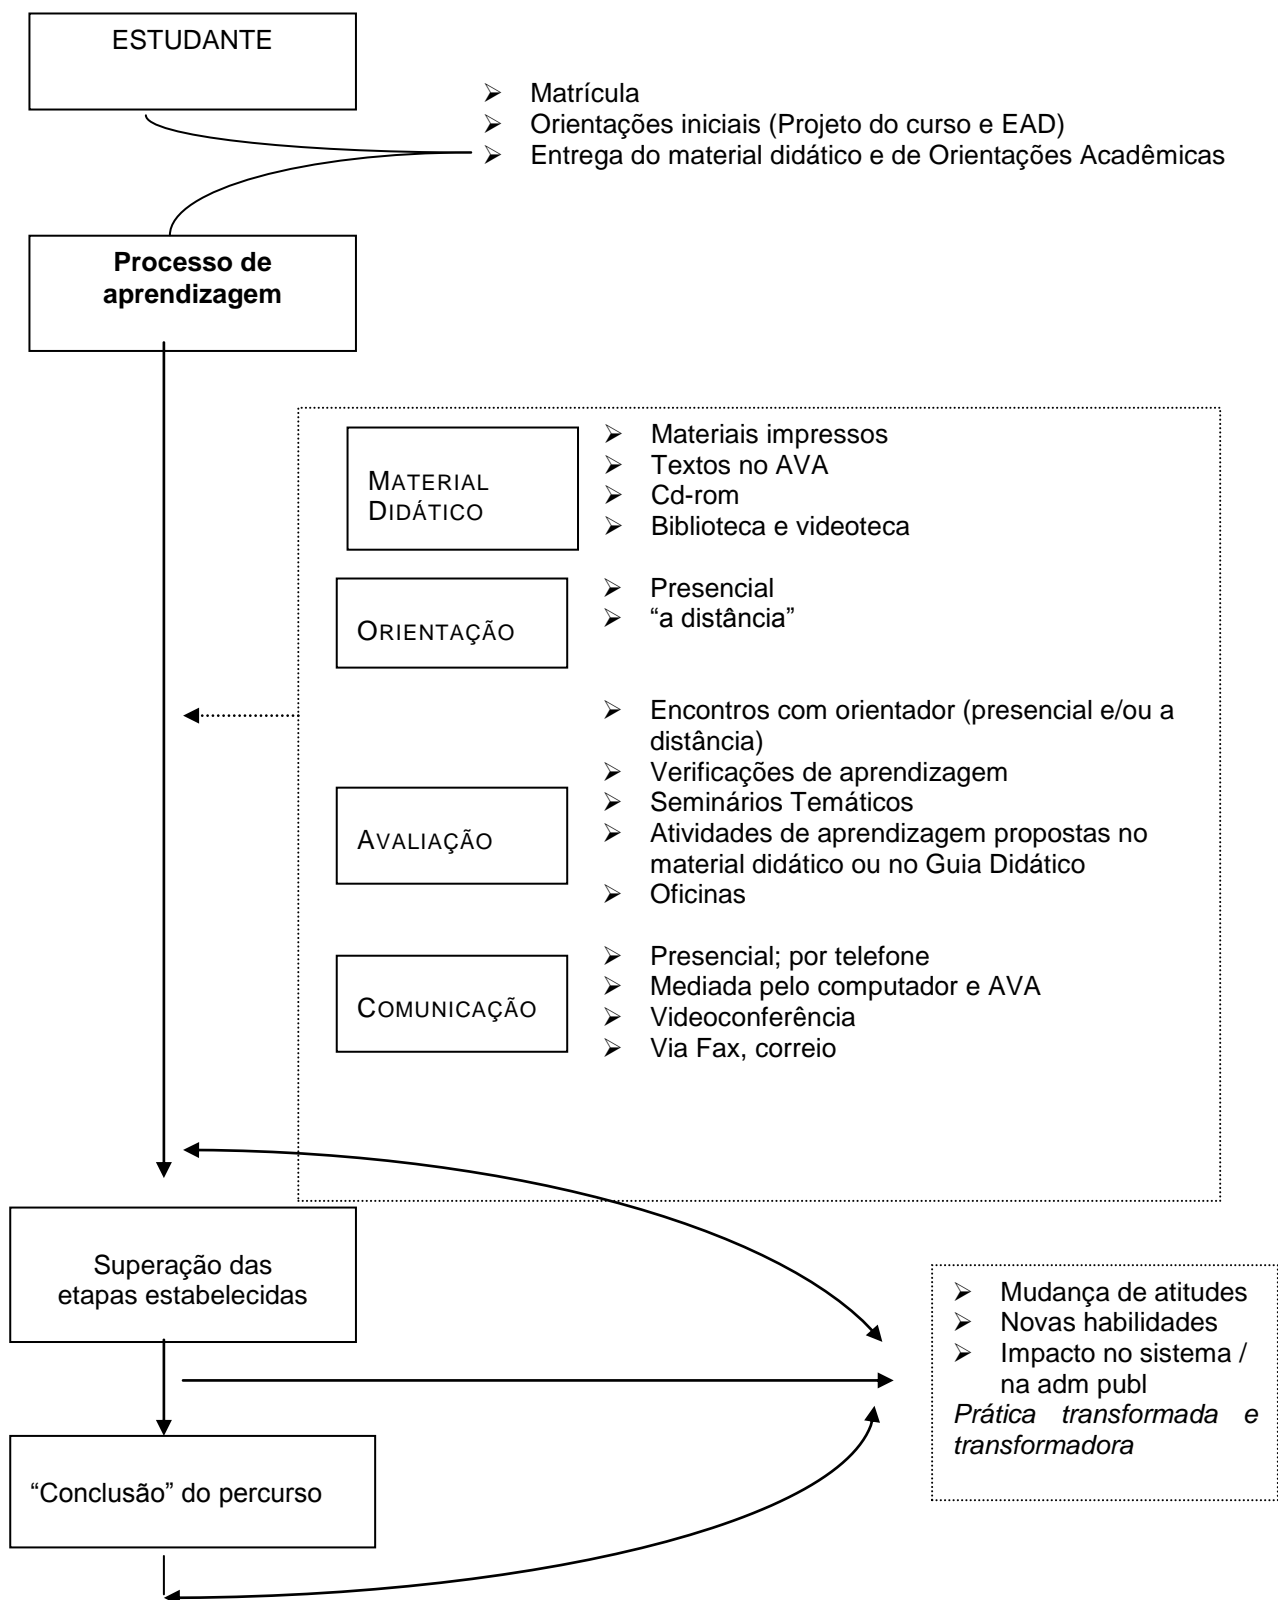 ESTUDANTE
➢ Matrícula
➢ Orientações iniciais (Projeto do curso e EAD)
➢ Entrega do material didático e de Orientações Acadêmicas
Processo de
aprendizagem
MATERIAL
DIDÁTICO
➢ Materiais impressos
➢ Textos no AVA
➢ Cd-rom
➢ Biblioteca e videoteca
ORIENTAÇÃO
➢ Presencial
➢ “a distância”
AVALIAÇÃO
➢ Encontros com orientador (presencial e/ou a
distância)
➢ Verificações de aprendizagem
➢ Seminários Temáticos
➢ Atividades de aprendizagem propostas no
material didático ou no Guia Didático
➢ Oficinas
COMUNICAÇÃO
➢ Presencial; por telefone
➢ Mediada pelo computador e AVA
➢ Videoconferência
➢ Via Fax, correio
Superação das
etapas estabelecidas
➢ Mudança de atitudes
➢ Novas habilidades
➢ Impacto no sistema /
na adm publ
Prática transformada e
transformadora
“Conclusão” do percurso